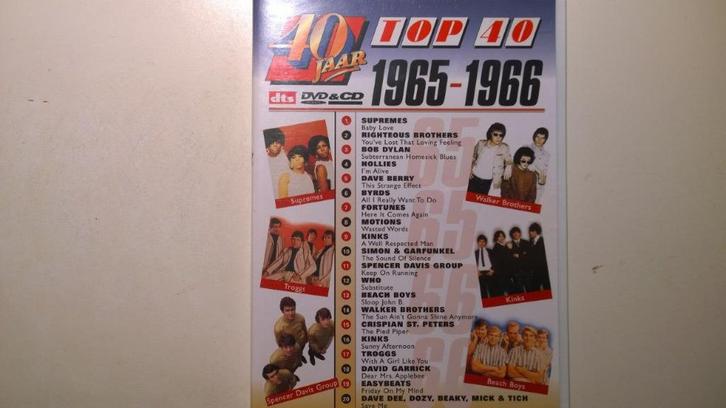 40 JAAR
TOP 40
dts DVD&CD
1965-1966
1 SUPREMES
Baby Love
2 RIGHTEOUS BROTHERS
You've Lost That Loving Feeling
3 BOB DYLAN
Subterranean Homesick Blues
4 HOLLIES
I'm Alive
5 DAVE BERRY
This Strange Effect
6 BYRDS
All I Really Want To Do
7 FORTUNES
Here It Comes Again
8 MOTIONS
Wasted Words
9 KINKS
A Well Respected Man
10 SIMON & GARFUNKEL
The Sound Of Silence
11 SPENCER DAVIS GROUP
Keep On Running
12 WHO
Substitute
13 BEACH BOYS
Sloop John B.
14 WALKER BROTHERS
The Sun Ain't Gonna Shine Anymore
15 CRISPIAN ST. PETERS
The Pied Piper
16 KINKS
Sunny Afternoon
17 TROGGS
With A Girl Like You
18 DAVID GARRICK
Dear Mrs. Applebee
19 EASYBEATS
Friday On My Mind
20 DAVE DEE, DOZY, BEAKY, MICK & TICH
Save Me
Supremes
Troggs
Spencer Davis Group
Walker Brothers
Kinks
Beach Boys
65
65
66
66